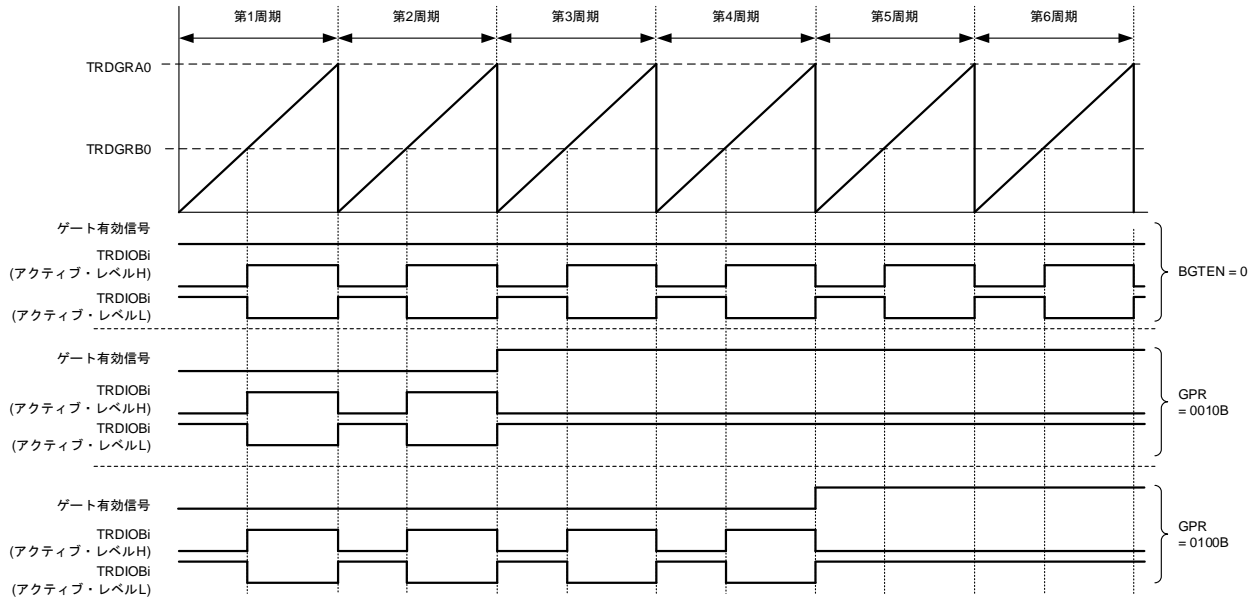 第1周期
第2周期
第3周期
第4周期
第5周期
第6周期
TRDGRA0
TRDGRB0
ゲート有効信号
TRDIOBi
(アクティブ・レベルH)
TRDIOBi
(アクティブ・レベルL)
BGTEN = 0
ゲート有効信号
TRDIOBi
(アクティブ・レベルH)
TRDIOBi
(アクティブ・レベルL)
GPR
= 0010B
ゲート有効信号
TRDIOBi
(アクティブ・レベルH)
TRDIOBi
(アクティブ・レベルL)
GPR
= 0100B